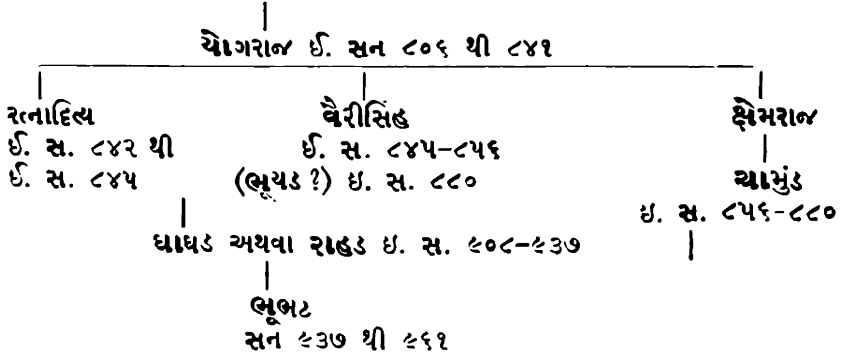 યોગરાજ ઈ. સન ૮૦૬ થી ૮૪૧
રત્નાદિત્ય વૈરીસિંહ ક્ષેમરાજ
ઈ. સ. ૮૪૨ થી ઈ. સ. ૮૪૫-૮૫૬
ઈ. સ. ૮૪૫ (ભૂયડ ?) ઇ. સ. ૮૮૦ ચામુંડ
ઇ. સ. ૮૫૬-૮૮૦
ઘાઘડ અથવા રાહડ ઇ. સ. ૯૦૮-૯૩૭
ભૂભટ
સન ૯૩૭ થી ૯૬૧